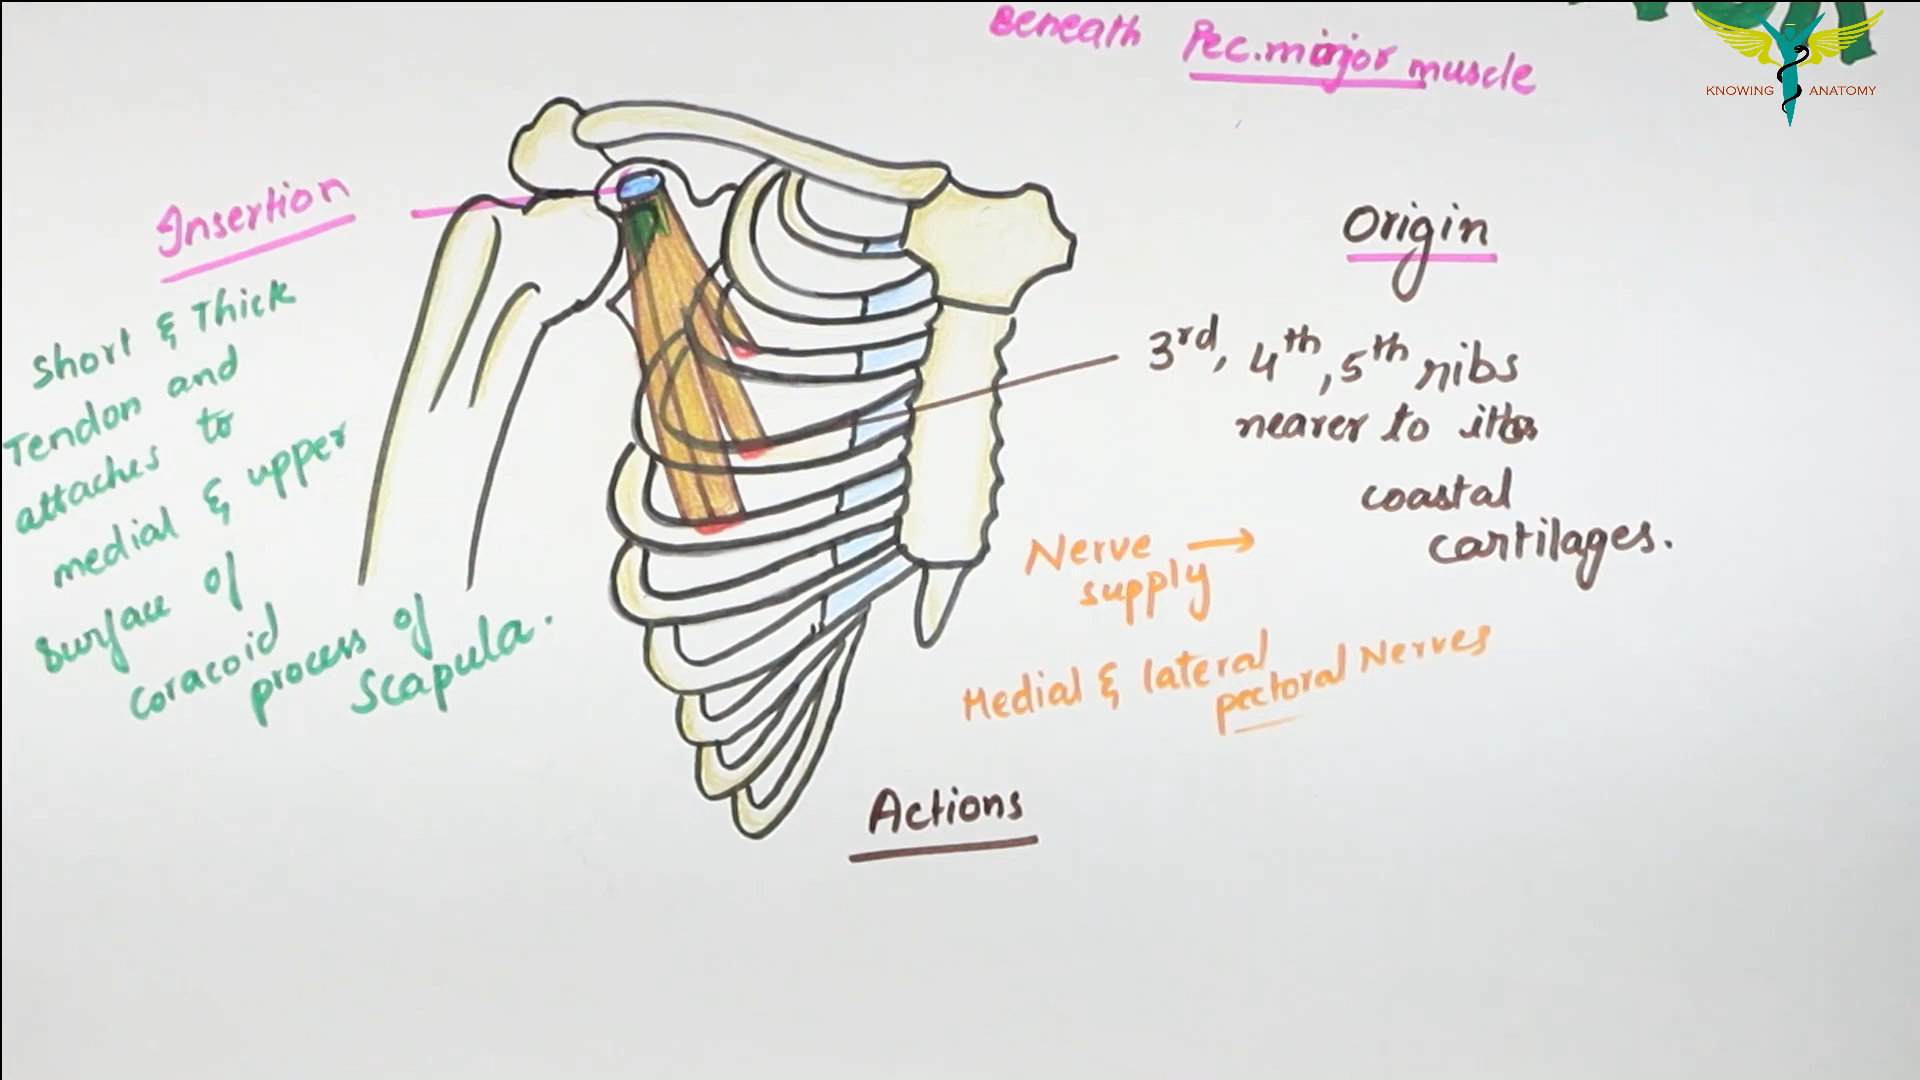 Beneath Pec. major muscle
KNOWING ANATOMY
Insertion
Short & Thick
Tendon and
attaches to
medial & upper
surface of
coracoid
process of
Scapula.
Origin
3rd, 4th, 5th ribs
nearer to its
coastal
cartilages.
Nerve →
supply
Medial & lateral
pectoral Nerves
Actions